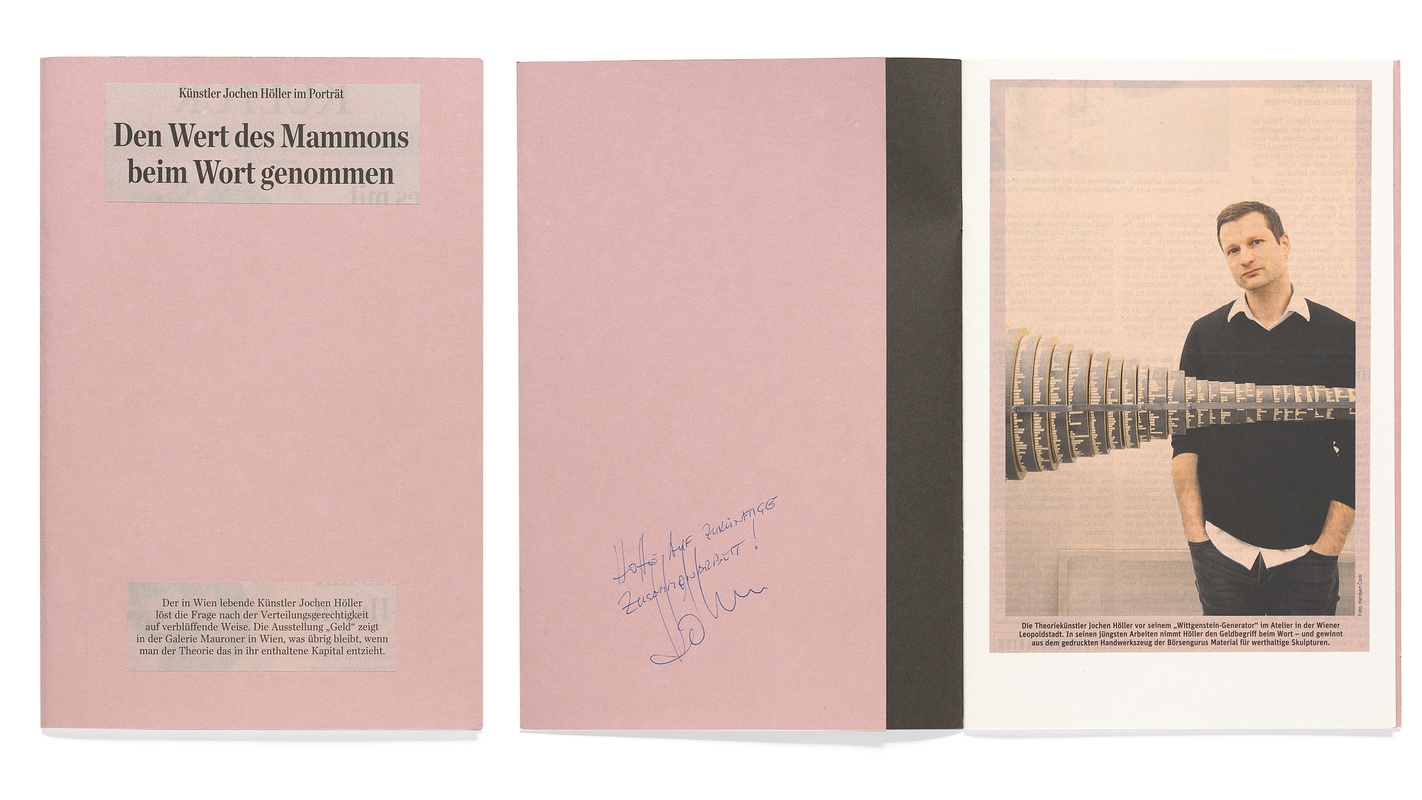 Künstler Jochen Höller im Porträt
Den Wert des Mammons
beim Wort genommen
Der in Wien lebende Künstler Jochen Höller
löst die Frage nach der Verteilungsgerechtigkeit
auf verblüffende Weise. Die Ausstellung „Geld“ zeigt
in der Galerie Mauroner in Wien, was übrig bleibt, wenn
man der Theorie das in ihr enthaltene Kapital entzieht.
Hoffe auf zukünftige
Zusammenarbeit!
Foto: Heribert Corn
Die Theoriekünstler Jochen Höller vor seinem „Wittgenstein-Generator“ im Atelier in der Wiener
Leopoldstadt. In seinen jüngsten Arbeiten nimmt Höller den Geldbegriff beim Wort – und gewinnt
aus dem gedruckten Handwerkszeug der Börsengurus Material für werthaltige Skulpturen.